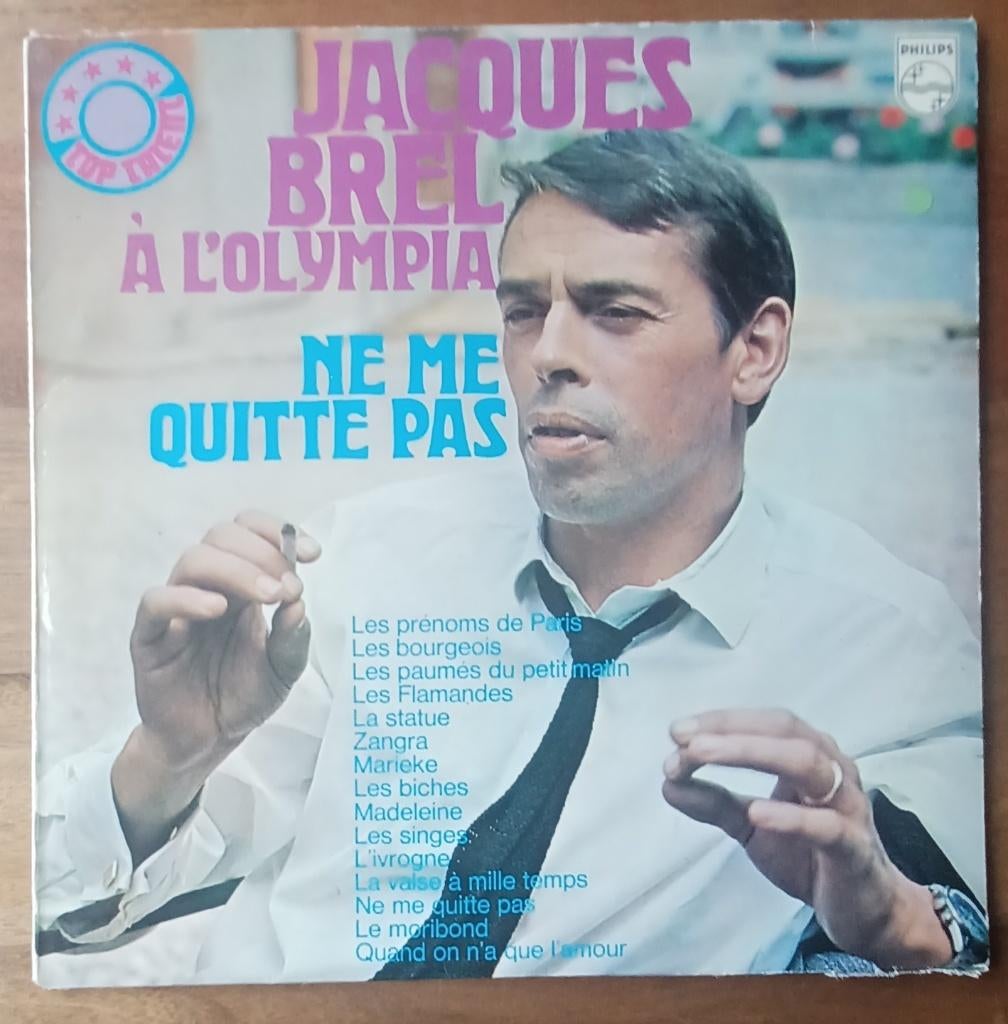 TOP TALENT
PHILIPS
JACQUES
BREL
À L'OLYMPIA
NE ME
QUITTE PAS
Les prénoms de Paris
Les bourgeois
Les paumés du petit matin
Les Flamandes
La statue
Zangra
Marieke
Les biches
Madeleine
Les singes
L'ivrogne
La valse à mille temps
Ne me quitte pas
Le moribond
Quand on n'a que l'amour